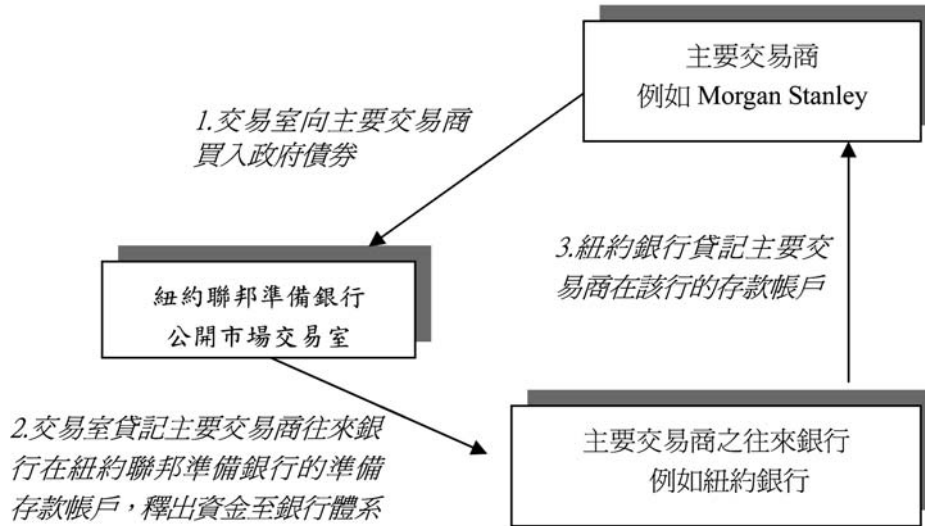 主要交易商
例如 Morgan Stanley
1.交易室向主要交易商
買入政府債券
3.紐約銀行貸記主要交
易商在該行的存款帳戶
紐約聯邦準備銀行
公開市場交易室
2.交易室貸記主要交易商往來銀
行在紐約聯邦準備銀行的準備
存款帳戶，釋出資金至銀行體系
主要交易商之往來銀行
例如紐約銀行